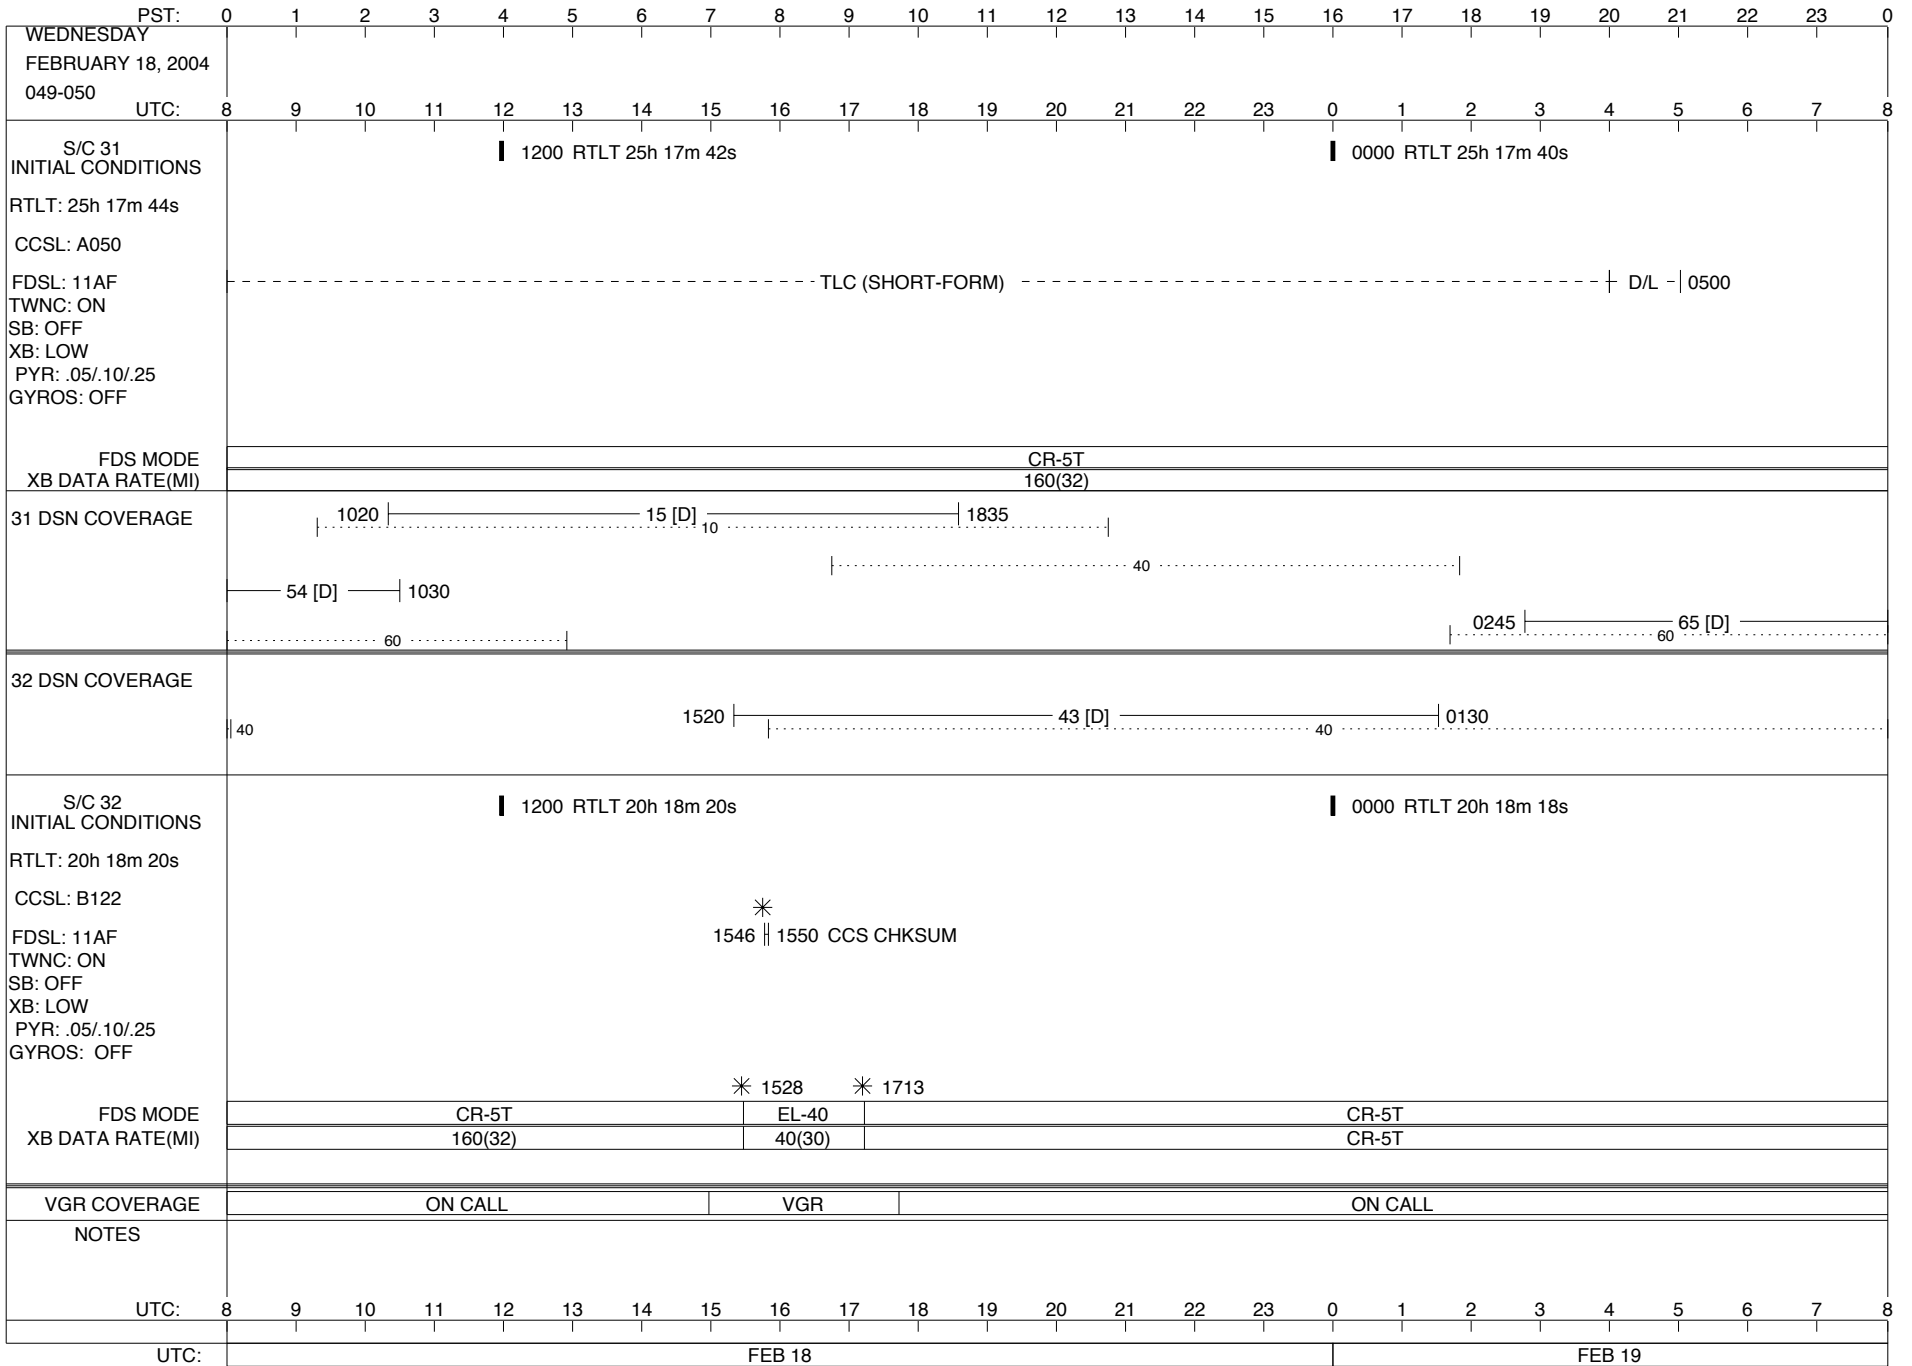 PST: 0 1 2 3 4 5 6 7 8 9 10 11 12 13 14 15 16 17 18 19 20 21 22 23 0
WEDNESDAY
FEBRUARY 18, 2004
049-050
UTC: 8 9 10 11 12 13 14 15 16 17 18 19 20 21 22 23 0 1 2 3 4 5 6 7 8
S/C 31
INITIAL CONDITIONS
1200 RTLT 25h 17m 42s
0000 RTLT 25h 17m 40s
RTLT: 25h 17m 44s
CCSL: A050
FDSL: 11AF
TLC (SHORT-FORM)
D/L
0500
TWNC: ON
SB: OFF
XB: LOW
PYR: .05/.10/.25
GYROS: OFF
FDS MODE
CR-5T
XB DATA RATE(MI)
160(32)
31 DSN COVERAGE
1020 15 [D] 1835
10
40
54 [D] 1030
0245 65 [D]
60
60
32 DSN COVERAGE
1520 43 [D] 0130
40
40
S/C 32
INITIAL CONDITIONS
1200 RTLT 20h 18m 20s
0000 RTLT 20h 18m 18s
RTLT: 20h 18m 20s
CCSL: B122
FDSL: 11AF
1546 1550 CCS CHKSUM
TWNC: ON
SB: OFF
XB: LOW
PYR: .05/.10/.25
GYROS: OFF
1528 1713
FDS MODE
CR-5T EL-40 CR-5T
XB DATA RATE(MI)
160(32) 40(30) CR-5T
VGR COVERAGE
ON CALL VGR ON CALL
NOTES
UTC: 8 9 10 11 12 13 14 15 16 17 18 19 20 21 22 23 0 1 2 3 4 5 6 7 8
UTC: FEB 18 FEB 19